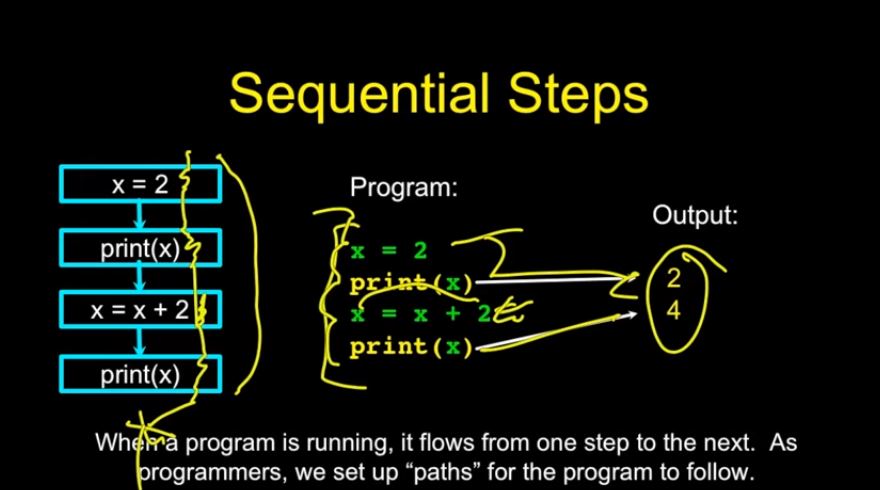 Sequential Steps
x = 2
print(x)
x = x + 2
print(x)
Program:
x = 2
print(x)
x = x + 2
print(x)
Output:
2
4
When a program is running, it flows from one step to the next. As
programmers, we set up “paths” for the program to follow.